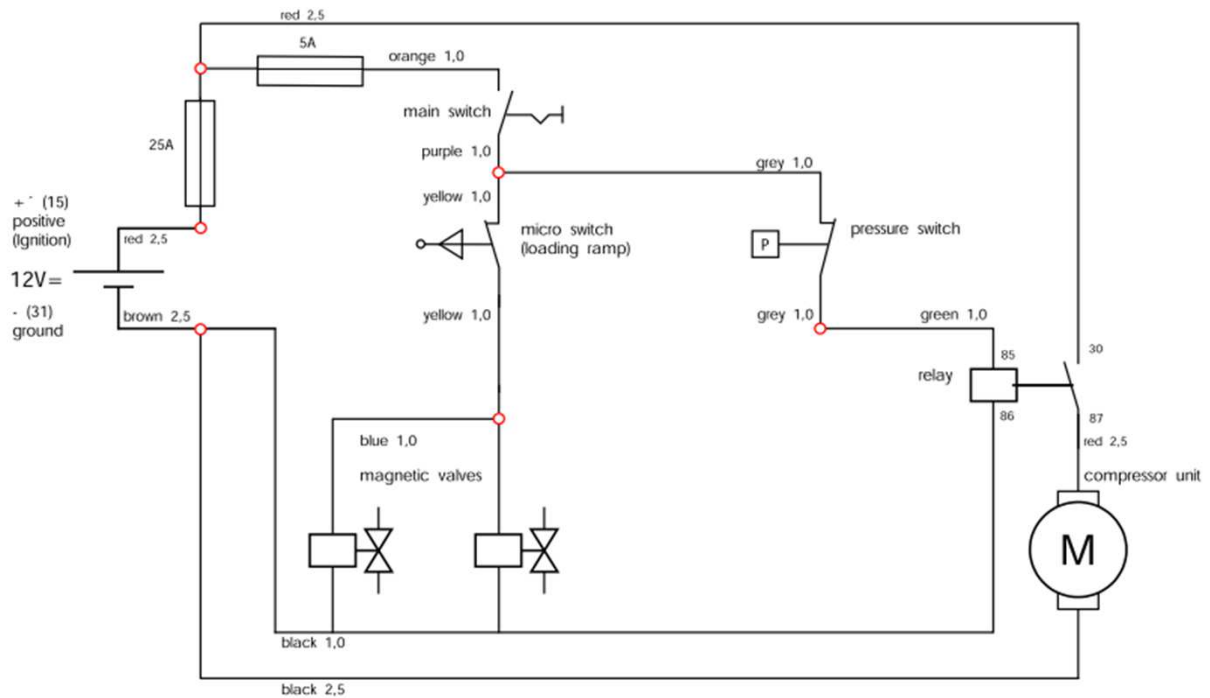 red 2,5
5A
orange 1,0
main switch
25A
purple 1,0
grey 1,0
yellow 1,0
+ - (15)
positive
(Ignition)
red 2,5
micro switch
(loading ramp)
P
pressure switch
12V=
- (31)
ground
brown 2,5
yellow 1,0
grey 1,0
green 1,0
85
30
relay
86
87
red 2,5
blue 1,0
magnetic valves
compressor unit
M
black 1,0
black 2,5